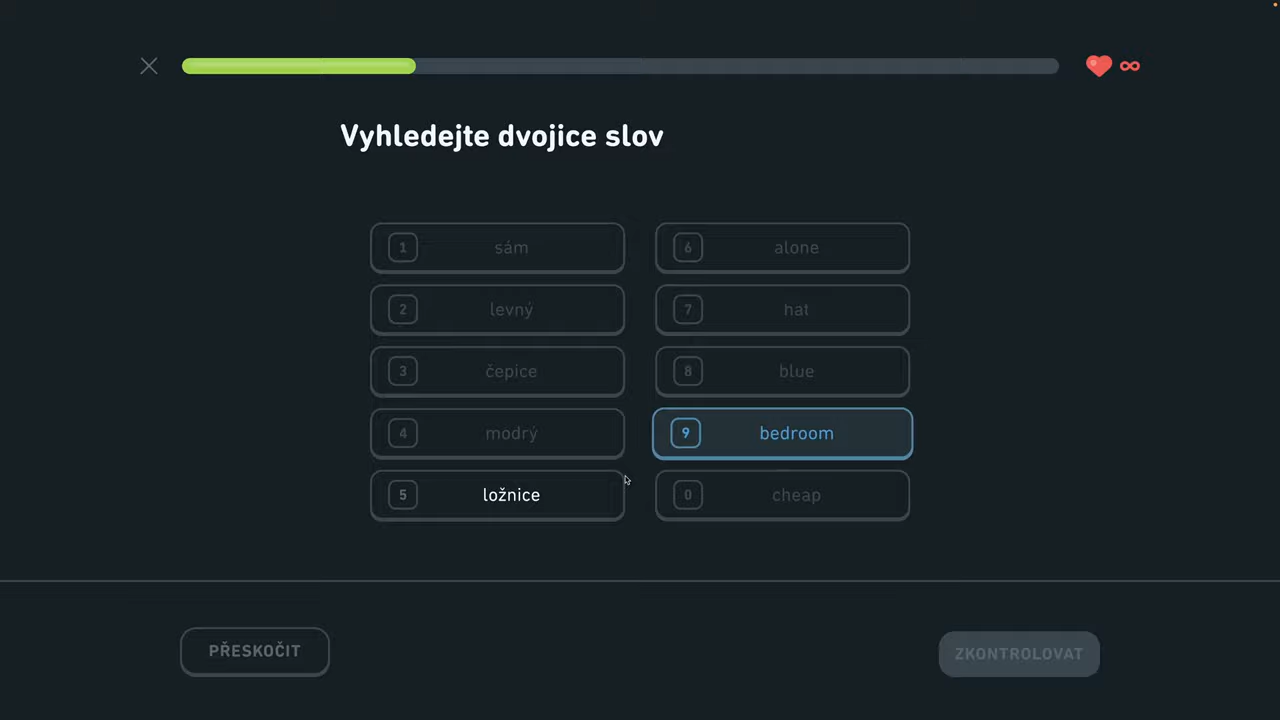 Vyhledejte dvojice slov
1 sám
6 alone
2 levný
7 hat
3 čepice
8 blue
4 modrý
9 bedroom
5 ložnice
0 cheap
PŘESKOČIT
ZKONTROLOVAT